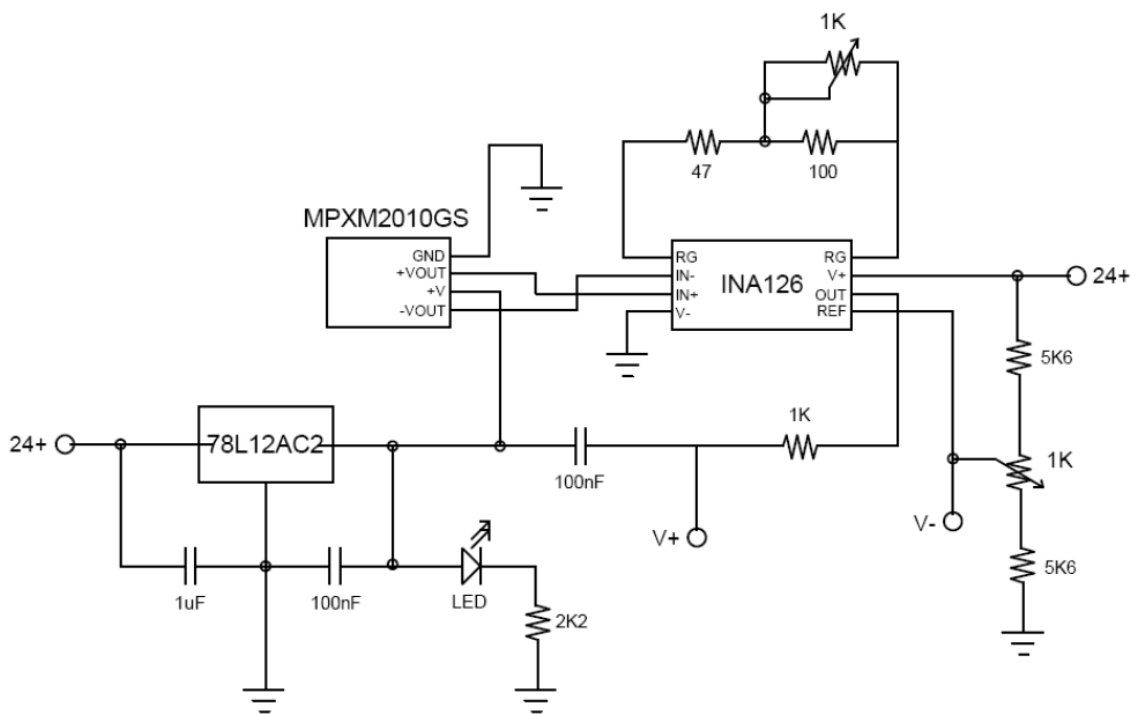 1K
47
100
MPXM2010GS
GND
+VOUT
+V
-VOUT
RG
IN-
IN+
V-
INA126
RG
V+
OUT
REF
24+
5K6
1K
5K6
24+
78L12AC2
1K
100nF
V+
V-
1uF
100nF
LED
2K2